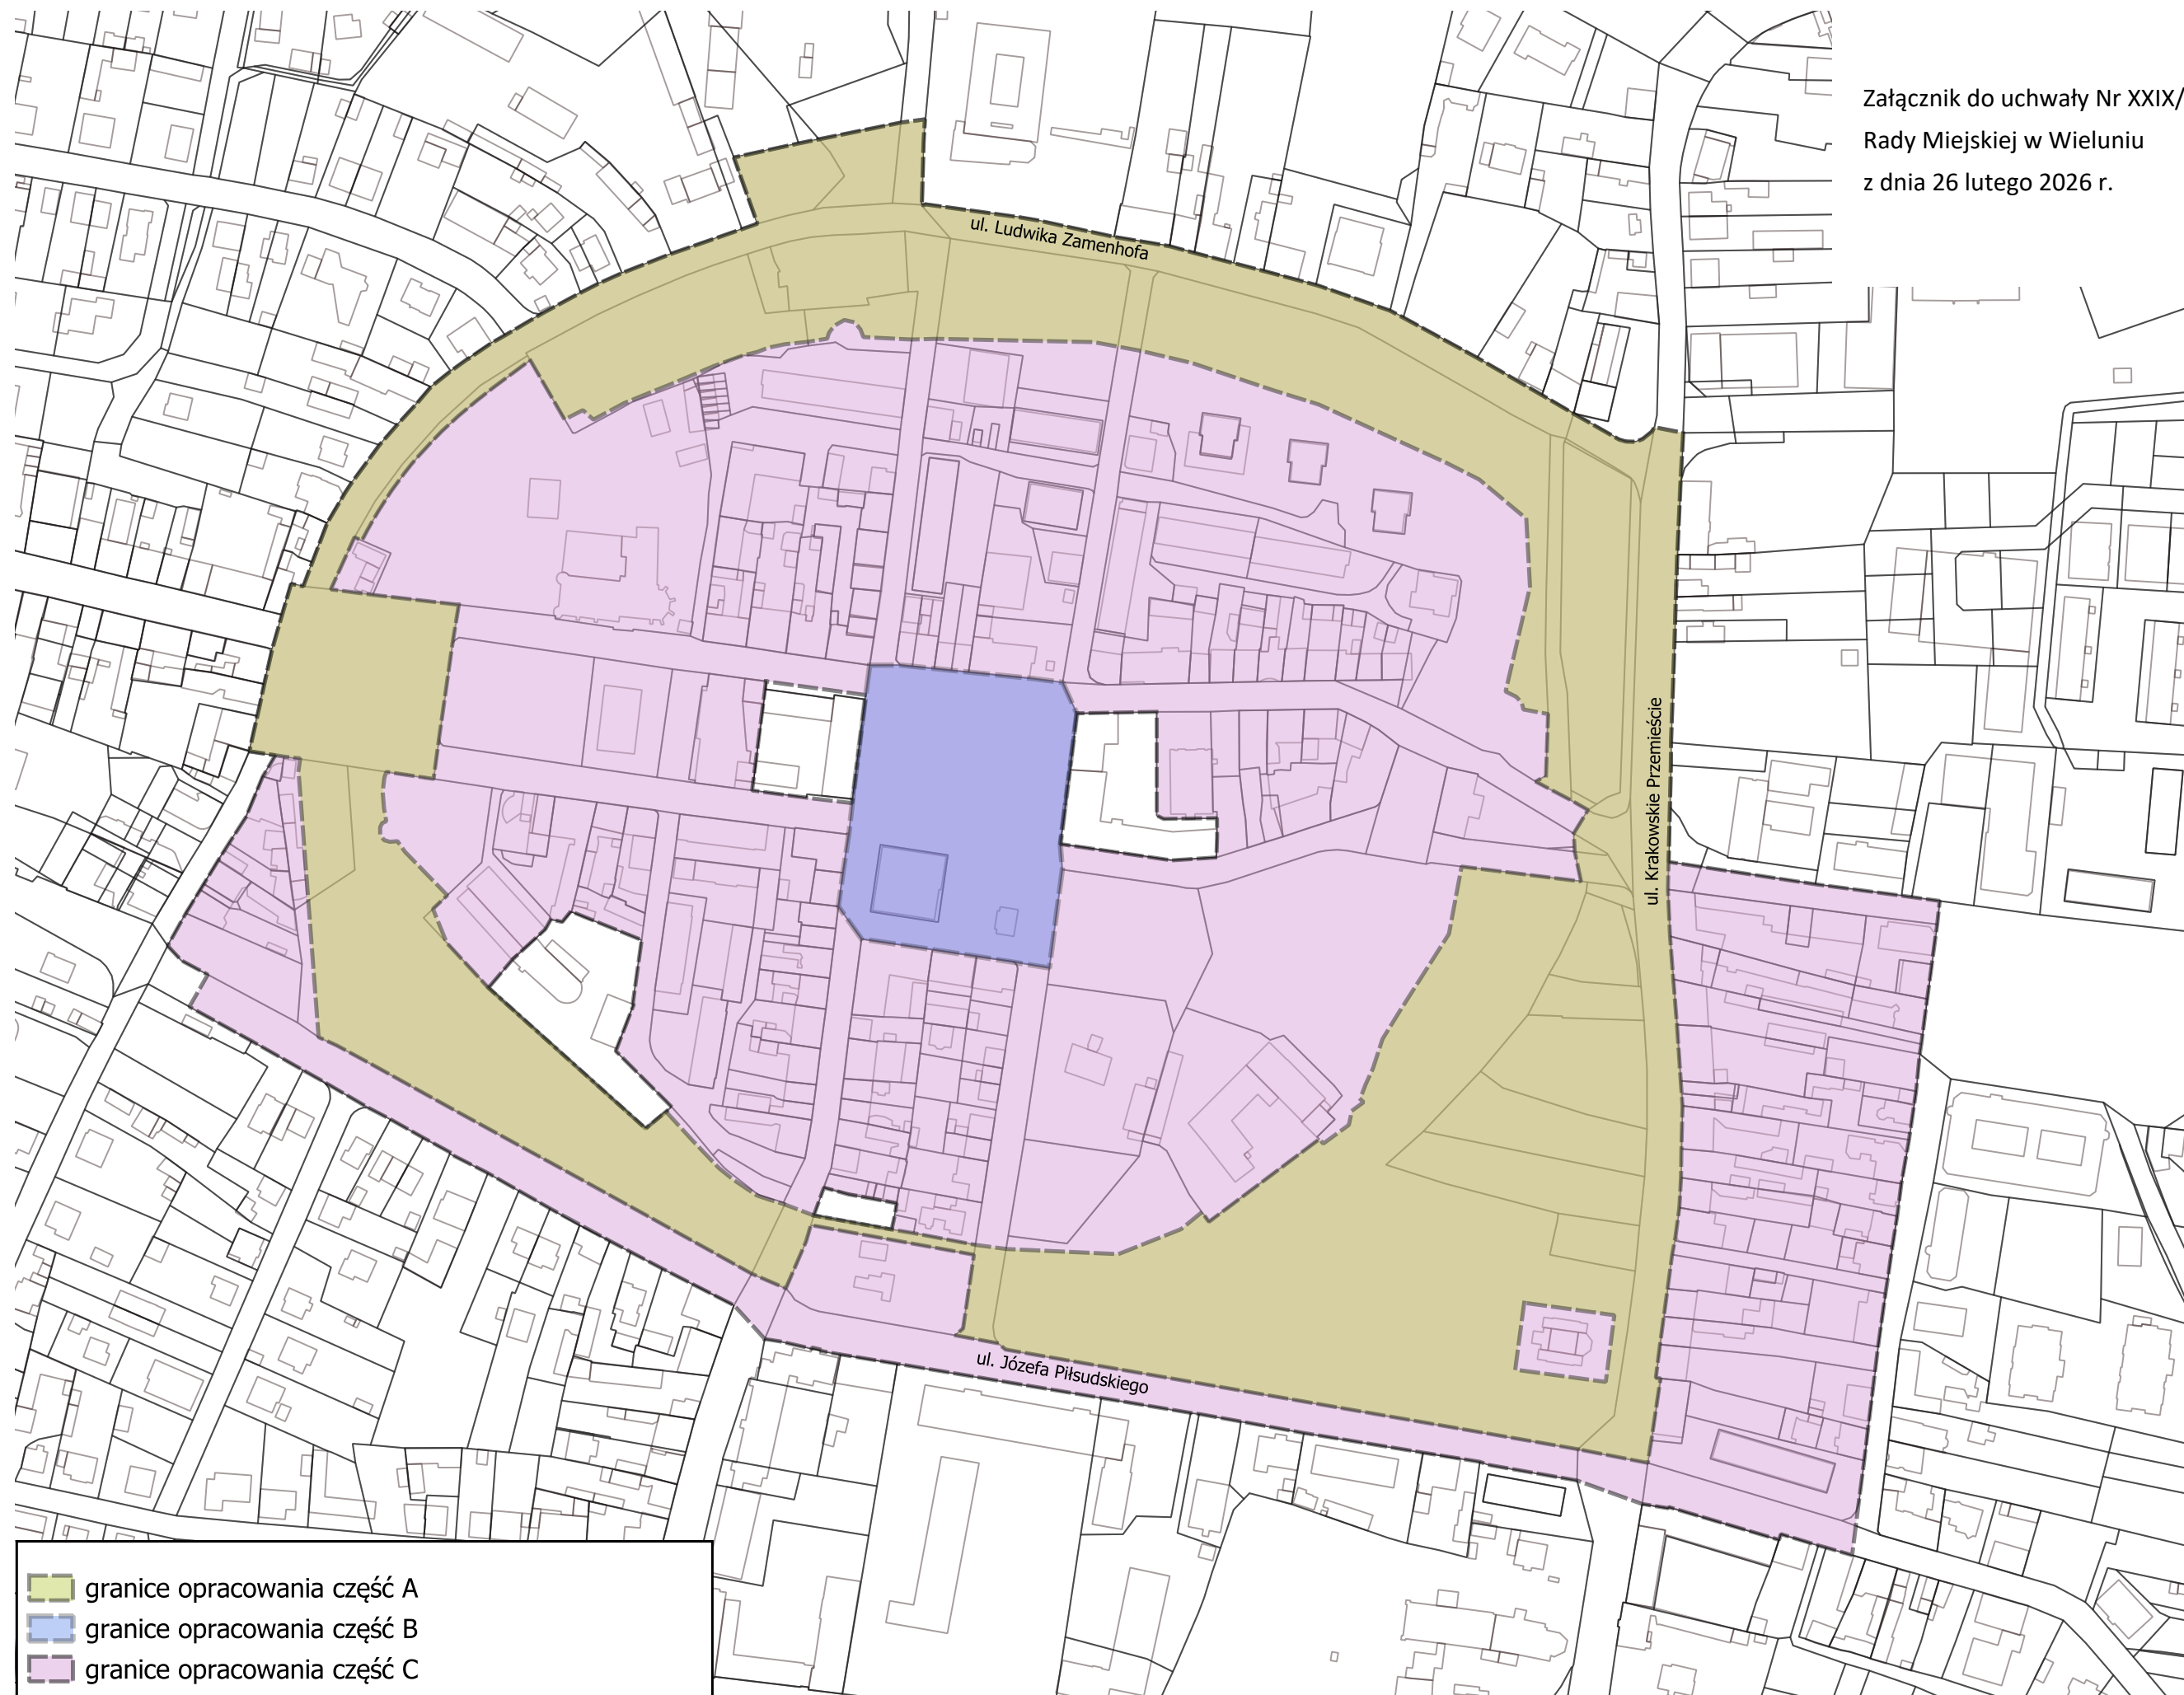 Załącznik do uchwały Nr XXIX/
Rady Miejskiej w Wieluniu
z dnia 26 lutego 2026 r.
ul. Ludwika Zamenhofa
ul. Krakowskie Przemieście
ul. Józefa Piłsudskiego
granice opracowania część A
granice opracowania część B
granice opracowania część C